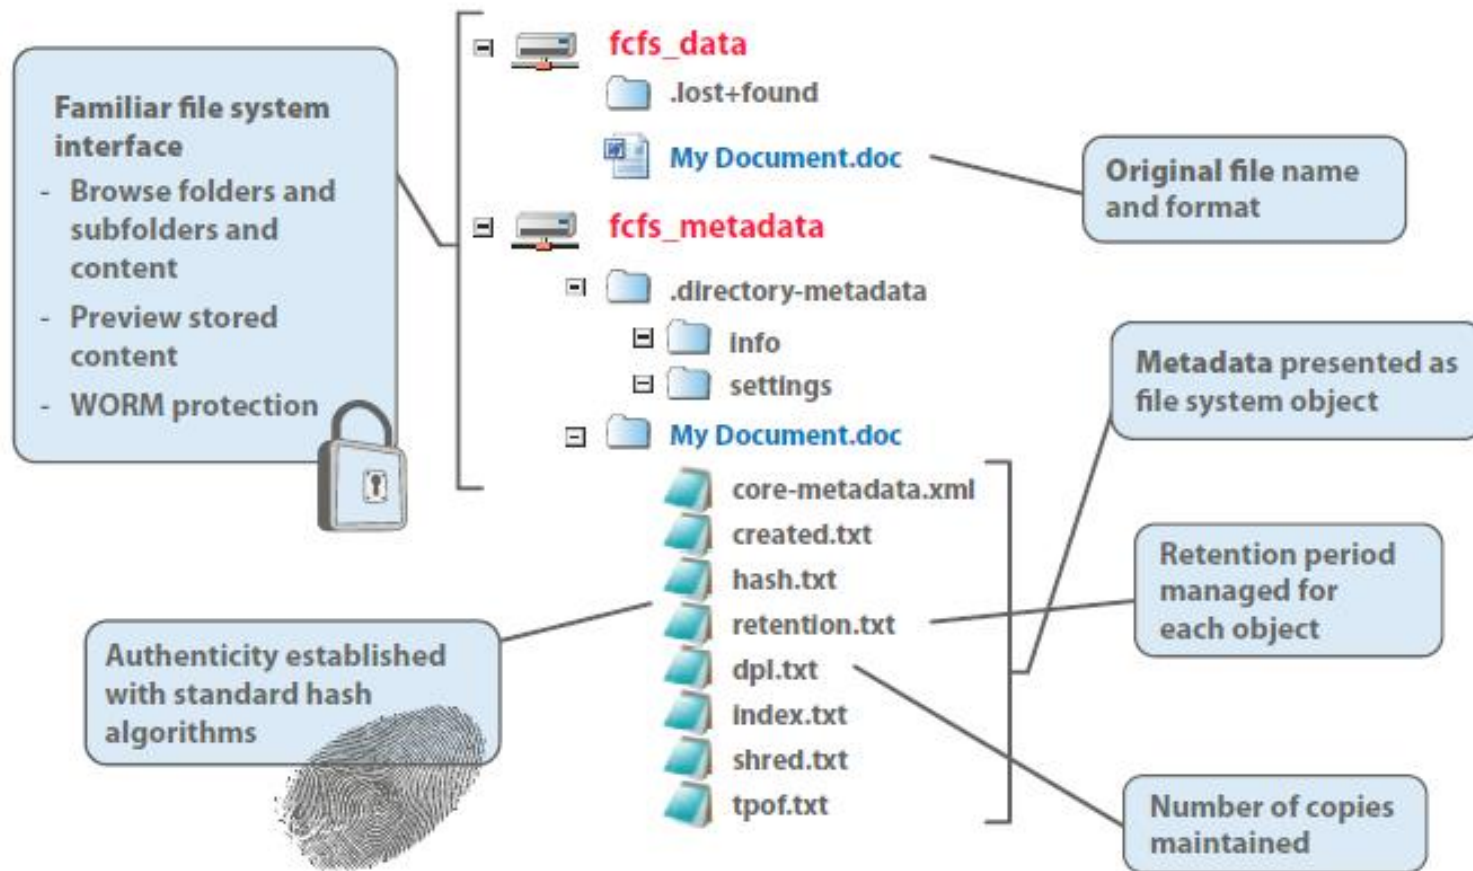 Familiar file system
interface
- Browse folders and
subfolders and
content
- Preview stored
content
- WORM protection
fcfs_data
.lost+found
My Document.doc
fcfs_metadata
.directory-metadata
info
settings
My Document.doc
core-metadata.xml
created.txt
hash.txt
retention.txt
dpl.txt
index.txt
shred.txt
tpof.txt
Original file name
and format
Metadata presented as
file system object
Retention period
managed for
each object
Number of copies
maintained
Authenticity established
with standard hash
algorithms